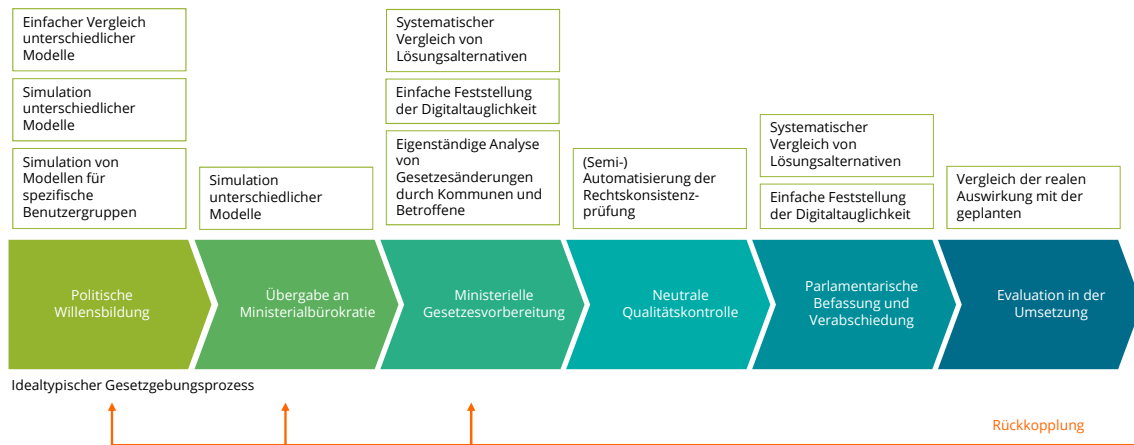 Einfacher Vergleich
unterschiedlicher
Modelle
Simulation
unterschiedlicher
Modelle
Simulation von
Modellen für
spezifische
Benutzergruppen
Simulation
unterschiedlicher
Modelle
Systematischer
Vergleich von
Lösungsalternativen
Einfache Feststellung
der Digitaltauglichkeit
Eigenständige Analyse
von
Gesetzesänderungen
durch Kommunen und
Betroffene
(Semi-)
Automatisierung der
Rechtskonsistenz-
prüfung
Systematischer
Vergleich von
Lösungsalternativen
Einfache Feststellung
der Digitaltauglichkeit
Vergleich der realen
Auswirkung mit der
geplanten
Politische
Willensbildung
Übergabe an
Ministerialbürokratie
Ministerielle
Gesetzesvorbereitung
Neutrale
Qualitätskontrolle
Parlamentarische
Befassung und
Verabschiedung
Evaluation in der
Umsetzung
Idealtypischer Gesetzgebungsprozess
Rückkopplung